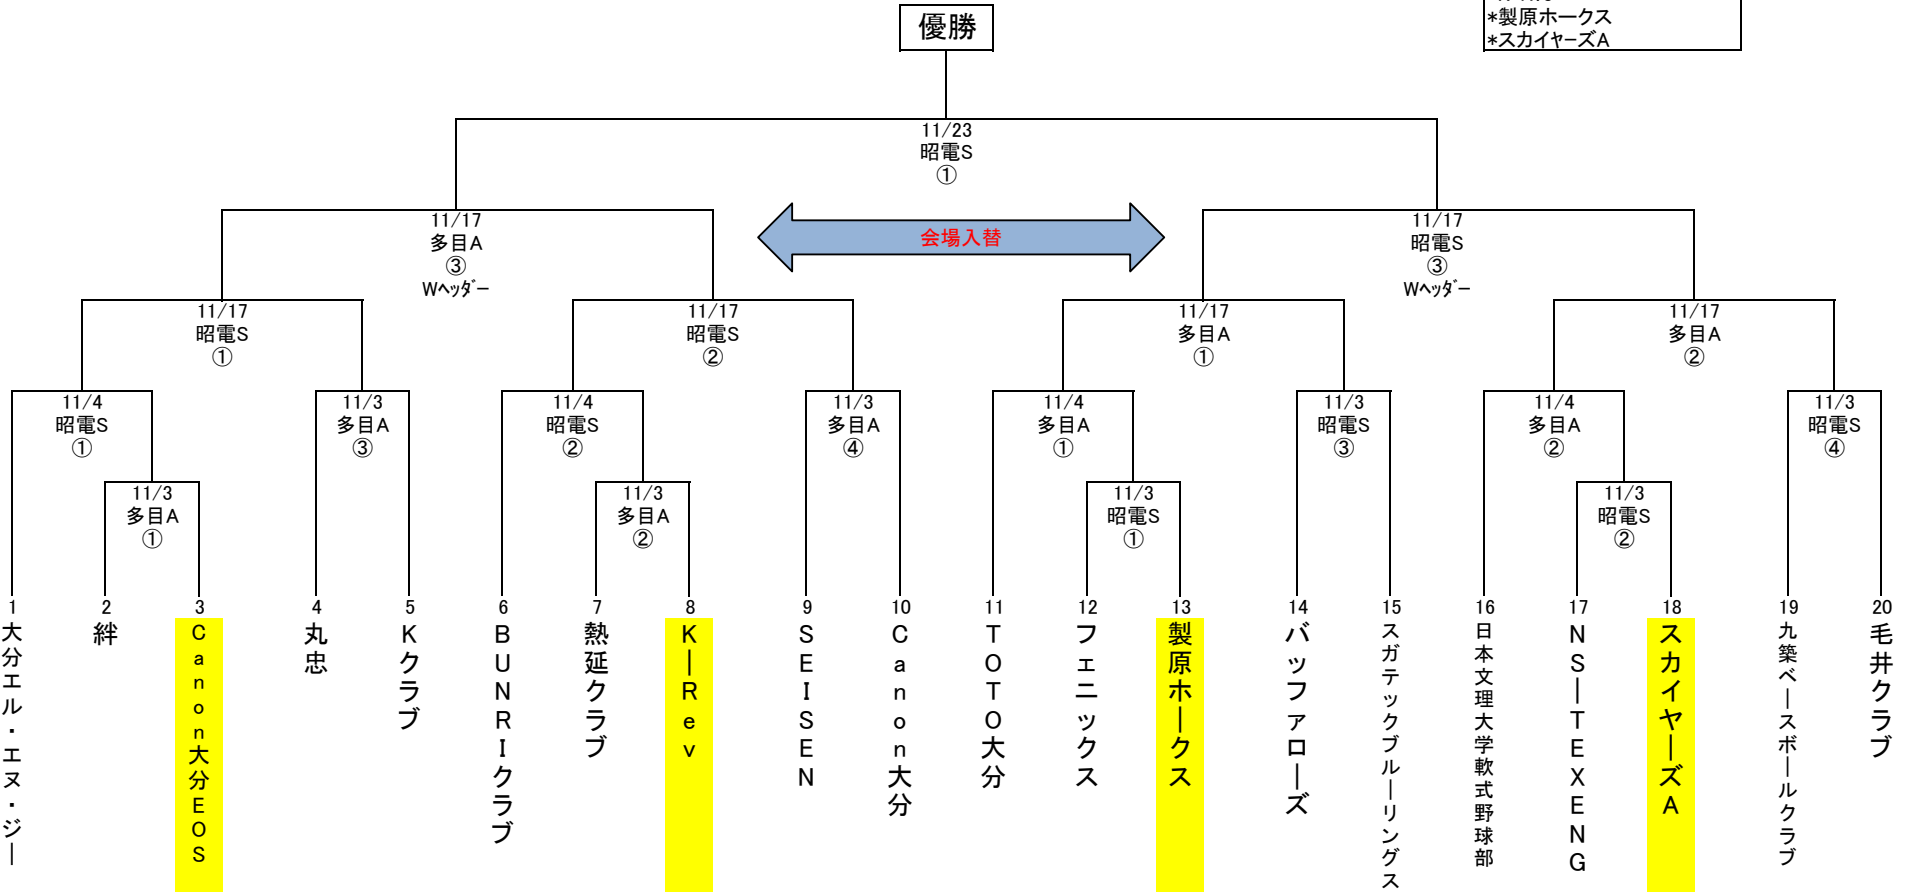 *製原ホークス
*スカイヤーズA
優勝
11/23
昭電S
①
11/17
多目A
③
Wヘッダー
会場入替
11/17
昭電S
③
Wヘッダー
11/17
昭電S
①
11/17
昭電S
②
11/17
多目A
①
11/17
多目A
②
11/4
昭電S
①
11/3
多目A
③
11/4
昭電S
②
11/3
多目A
④
11/4
多目A
①
11/3
昭電S
③
11/4
多目A
②
11/3
昭電S
④
11/3
多目A
①
11/3
多目A
②
11/3
昭電S
①
11/3
昭電S
②
1
大分エル・エヌ・ジー
2
絆
3
Canon大分EOS
4
丸忠
5
Kクラブ
6
BUNRIクラブ
7
熱延クラブ
8
K―Rev
9
SEISEN
10
Canon大分
11
TOTO大分
12
フェニックス
13
製原ホークス
14
バッファローズ
15
スガテックブルーリングス
16
日本文理大学軟式野球部
17
NS―TEXENG
18
スカイヤーズA
19
九築ベースボールクラブ
20
毛井クラブ